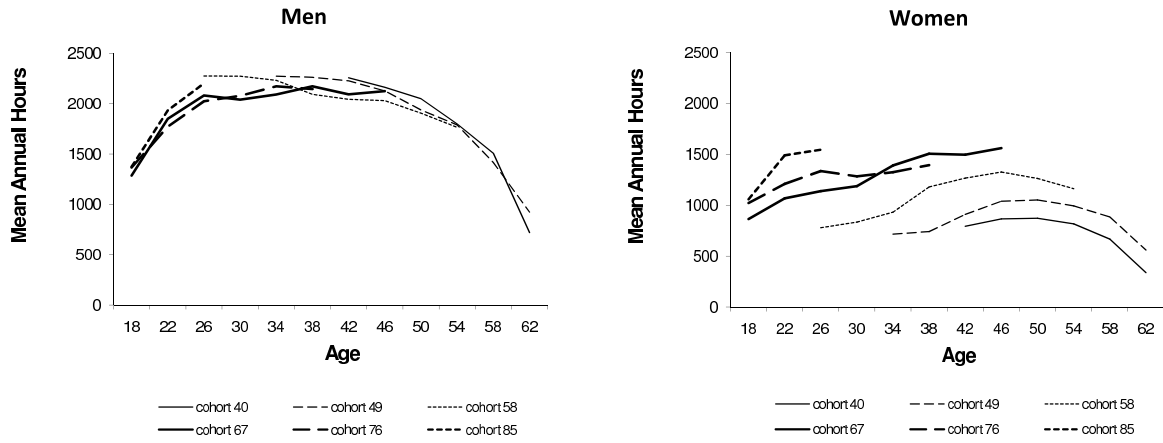 Men
Mean Annual Hours
2500
2000
1500
1000
500
0
18 22 26 30 34 38 42 46 50 54 58 62
Age
cohort 40 cohort 49 cohort 58
cohort 67 cohort 76 cohort 85
Women
Mean Annual Hours
2500
2000
1500
1000
500
0
18 22 26 30 34 38 42 46 50 54 58 62
Age
cohort 40 cohort 49 cohort 58
cohort 67 cohort 76 cohort 85